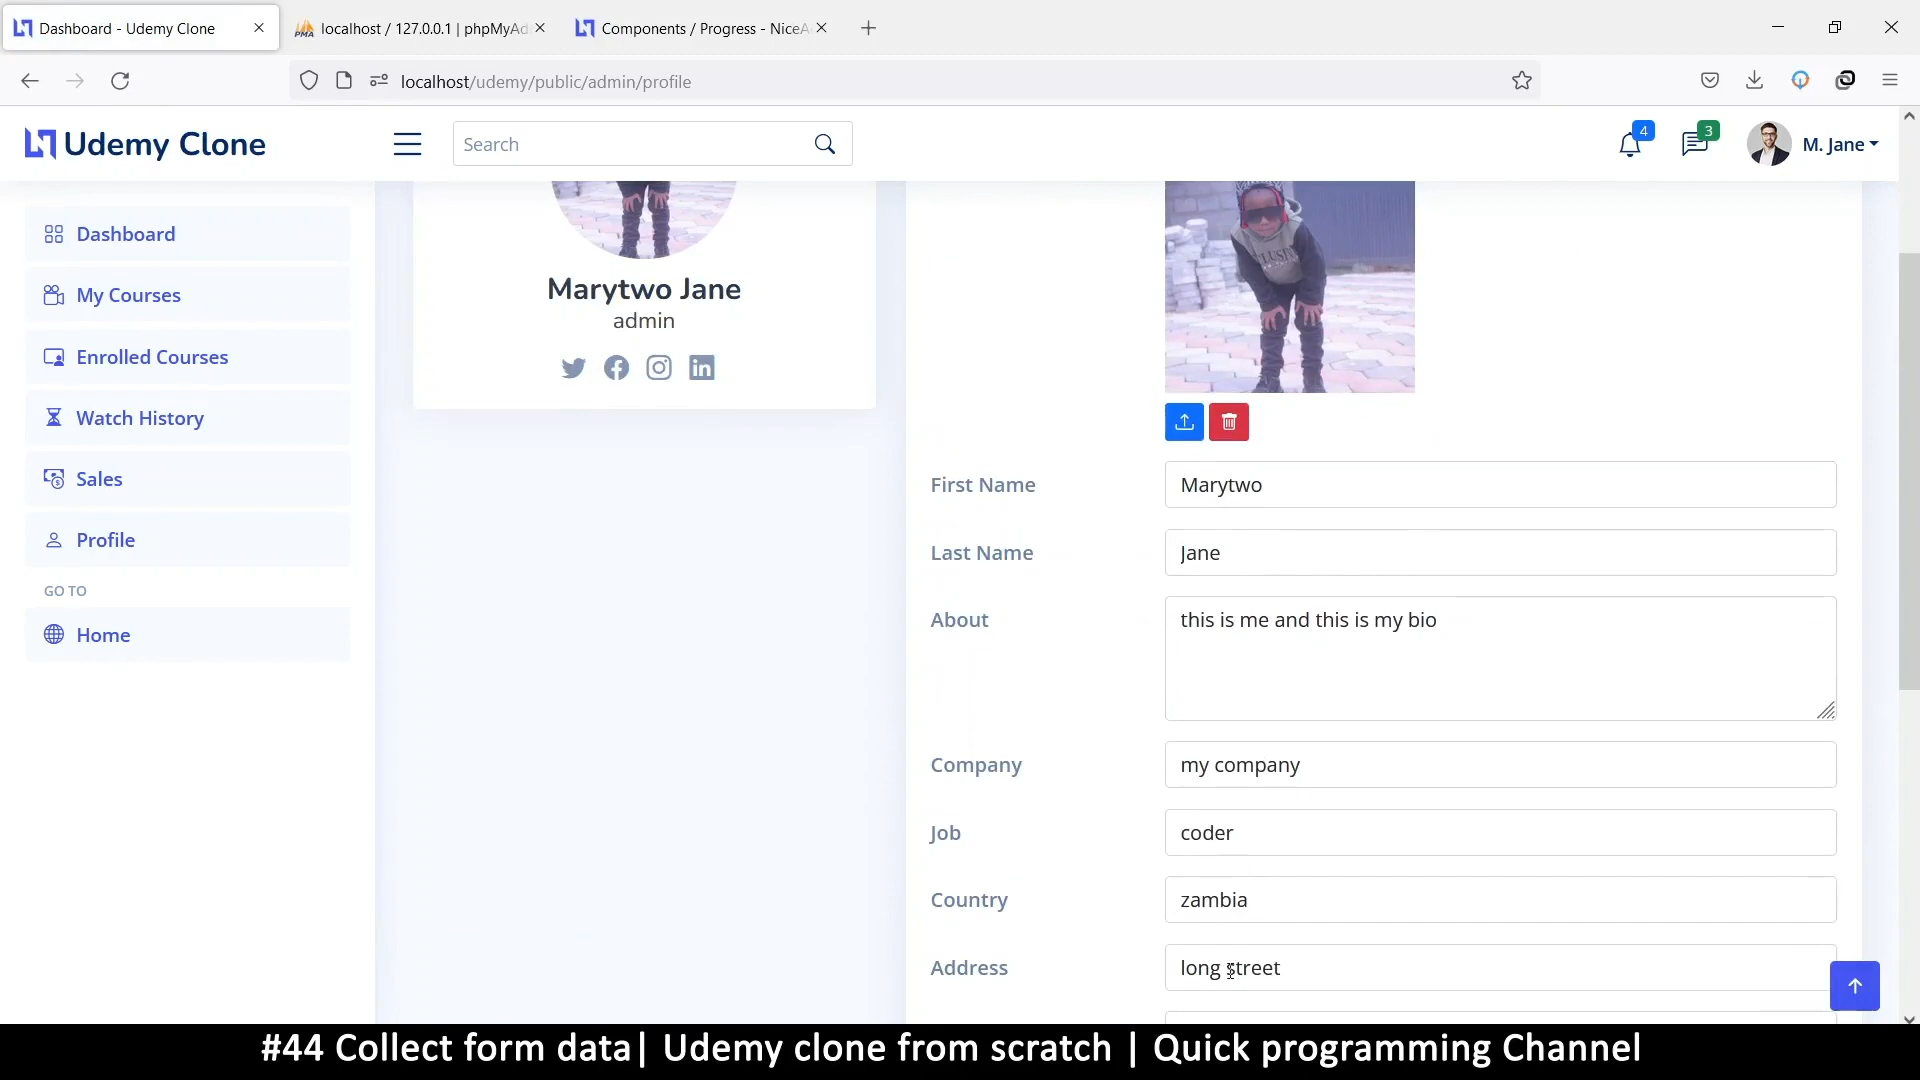 Dashboard - Udemy Clone
localhost / 127.0.0.1 | phpMyAd
Components / Progress - NiceA
localhost/udemy/public/admin/profile
Udemy Clone
Search
4
3
M. Jane
Dashboard
My Courses
Enrolled Courses
Watch History
Sales
Profile
GO TO
Home
Marytwo Jane
admin
First Name
Marytwo
Last Name
Jane
About
this is me and this is my bio
Company
my company
Job
coder
Country
zambia
Address
long street
#44 Collect form data| Udemy clone from scratch | Quick programming Channel